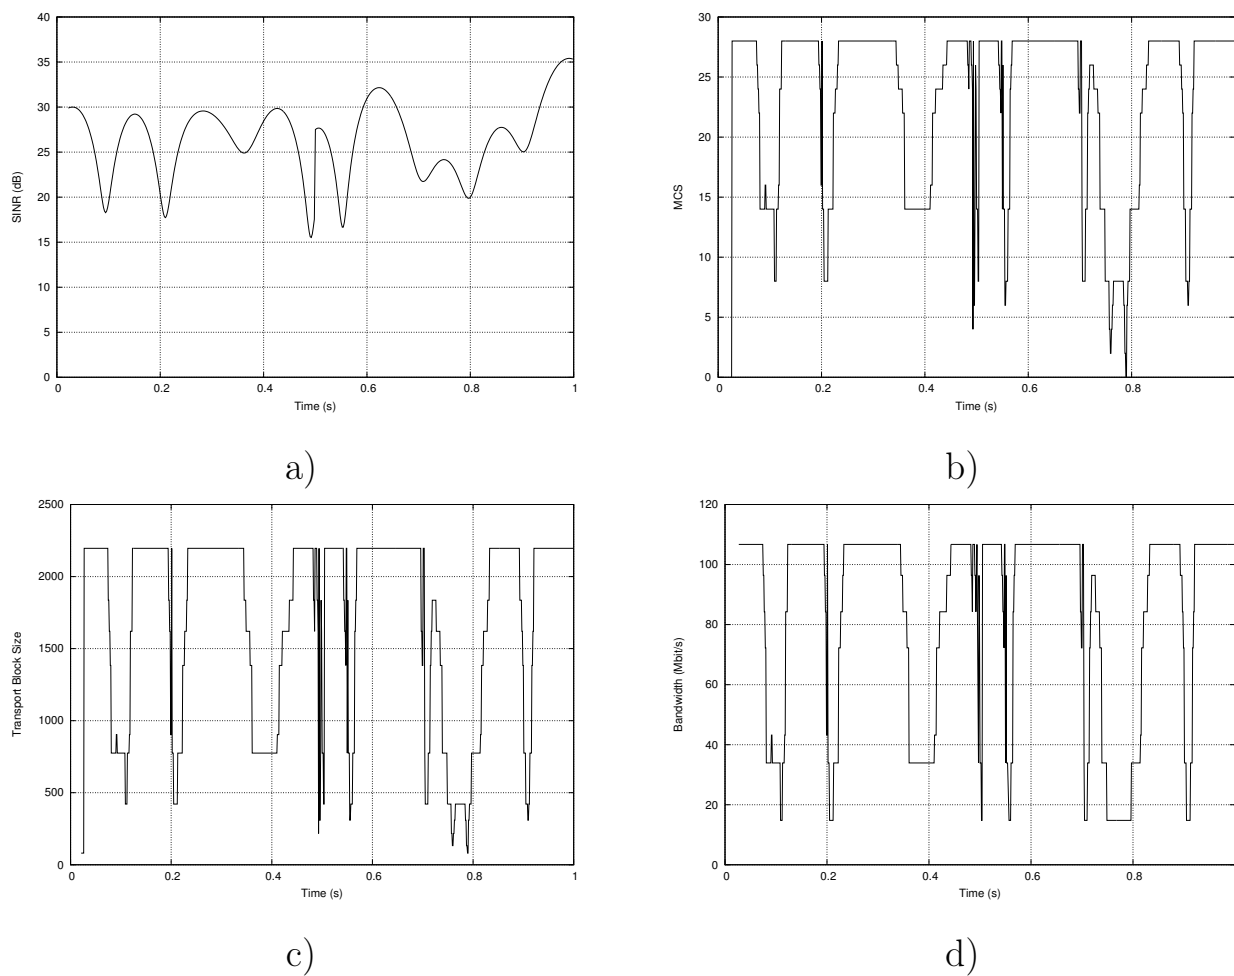 40
35
30
25
20
15
10
5
0
SINR (dB)
0 0.2 0.4 0.6 0.8 1
Time (s)
a)
30
25
20
15
10
5
0
MCS
0 0.2 0.4 0.6 0.8
Time (s)
b)
2500
2000
1500
1000
500
0
Transport Block Size
0 0.2 0.4 0.6 0.8 1
Time (s)
c)
120
100
80
60
40
20
0
Bandwidth (Mbit/s)
0 0.2 0.4 0.6 0.8
Time (s)
d)